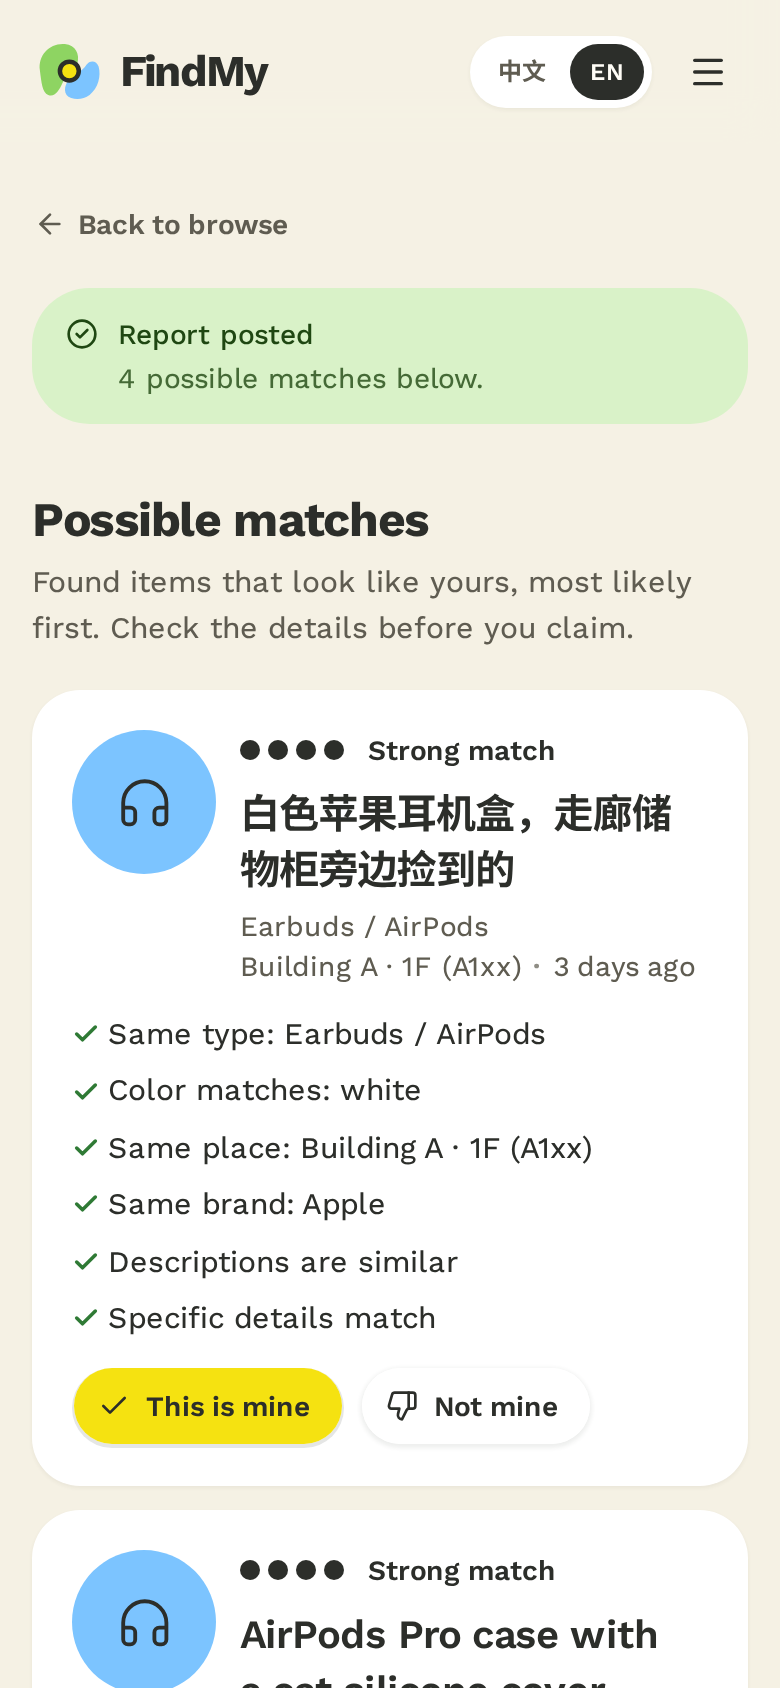 FindMy
中文
EN
Back to browse
Report posted
4 possible matches below.
Possible matches
Found items that look like yours, most likely
first. Check the details before you claim.
Strong match
白色苹果耳机盒，走廊储
物柜旁边捡到的
Earbuds / AirPods
Building A · 1F (A1xx) · 3 days ago
Same type: Earbuds / AirPods
Color matches: white
Same place: Building A · 1F (A1xx)
Same brand: Apple
Descriptions are similar
Specific details match
This is mine
Not mine
Strong match
AirPods Pro case with
a cat silicone cover